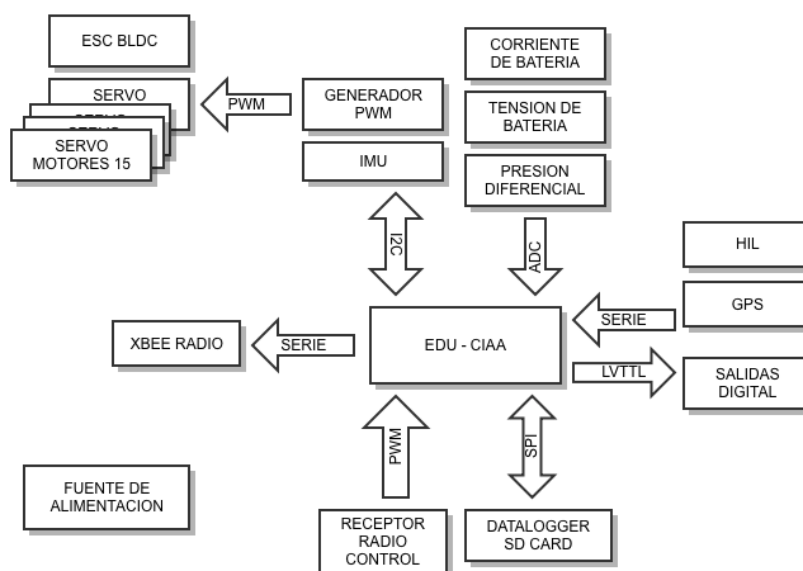 ESC BLDC
SERVO
SERVO
SERVO
SERVO
MOTORES 15
PWM
GENERADOR
PWM
IMU
CORRIENTE
DE BATERIA
TENSION DE
BATERIA
PRESION
DIFERENCIAL
I2C
ADC
HIL
GPS
SERIE
XBEE RADIO
SERIE
EDU - CIAA
LVTTL
SALIDAS
DIGITAL
PWM
SPI
FUENTE DE
ALIMENTACION
RECEPTOR
RADIO
CONTROL
DATALOGGER
SD CARD